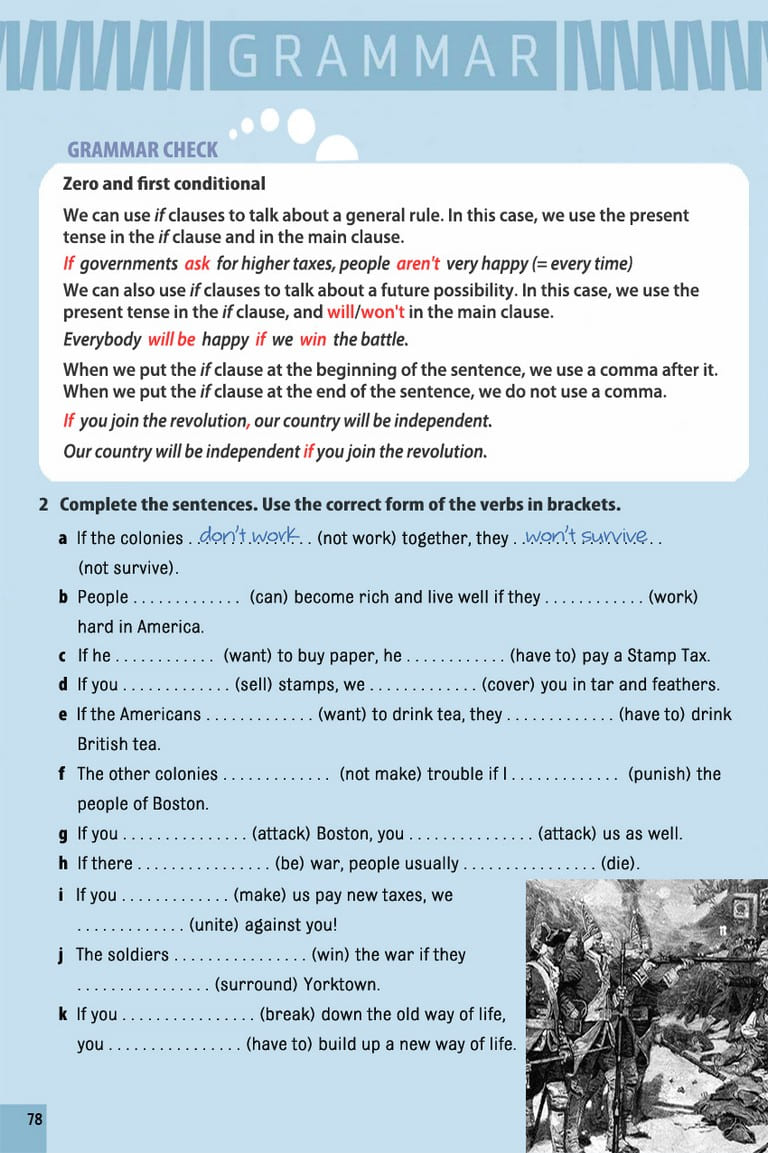 GRAMMAR
GRAMMAR CHECK
Zero and first conditional
We can use if clauses to talk about a general rule. In this case, we use the present
tense in the if clause and in the main clause.
If governments ask for higher taxes, people aren't very happy (= every time)
We can also use if clauses to talk about a future possibility. In this case, we use the
present tense in the if clause, and will/won't in the main clause.
Everybody will be happy if we win the battle.
When we put the if clause at the beginning of the sentence, we use a comma after it.
When we put the if clause at the end of the sentence, we do not use a comma.
If you join the revolution, our country will be independent.
Our country will be independent if you join the revolution.
2 Complete the sentences. Use the correct form of the verbs in brackets.
a If the colonies . .don't work. . (not work) together, they . .won't survive. .
(not survive).
b People . . . . . . . . . . . . . (can) become rich and live well if they . . . . . . . . . . . . (work)
hard in America.
c If he . . . . . . . . . . . . (want) to buy paper, he . . . . . . . . . . . . (have to) pay a Stamp Tax.
d If you . . . . . . . . . . . . . (sell) stamps, we . . . . . . . . . . . . . (cover) you in tar and feathers.
e If the Americans . . . . . . . . . . . . . (want) to drink tea, they . . . . . . . . . . . . . (have to) drink
British tea.
f The other colonies . . . . . . . . . . . . . (not make) trouble if I . . . . . . . . . . . . . (punish) the
people of Boston.
g If you . . . . . . . . . . . . . . . (attack) Boston, you . . . . . . . . . . . . . . . (attack) us as well.
h If there . . . . . . . . . . . . . . . . (be) war, people usually . . . . . . . . . . . . . . . . (die).
i If you . . . . . . . . . . . . . (make) us pay new taxes, we
. . . . . . . . . . . . . (unite) against you!
j The soldiers . . . . . . . . . . . . . . . . (win) the war if they
. . . . . . . . . . . . . . . . (surround) Yorktown.
k If you . . . . . . . . . . . . . . . . (break) down the old way of life,
you . . . . . . . . . . . . . . . . (have to) build up a new way of life.
78